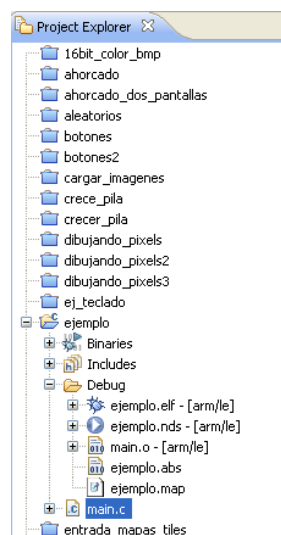 Project Explorer
16bit_color_bmp
ahorcado
ahorcado_dos_pantallas
aleatorios
botones
botones2
cargar_imagenes
crece_pila
crecer_pila
dibujando_pixels
dibujando_pixels2
dibujando_pixels3
ej_teclado
ejemplo
Binaries
Includes
Debug
ejemplo.elf - [arm/le]
ejemplo.nds - [arm/le]
main.o - [arm/le]
ejemplo.abs
ejemplo.map
main.c
entrada_mapas_tiles